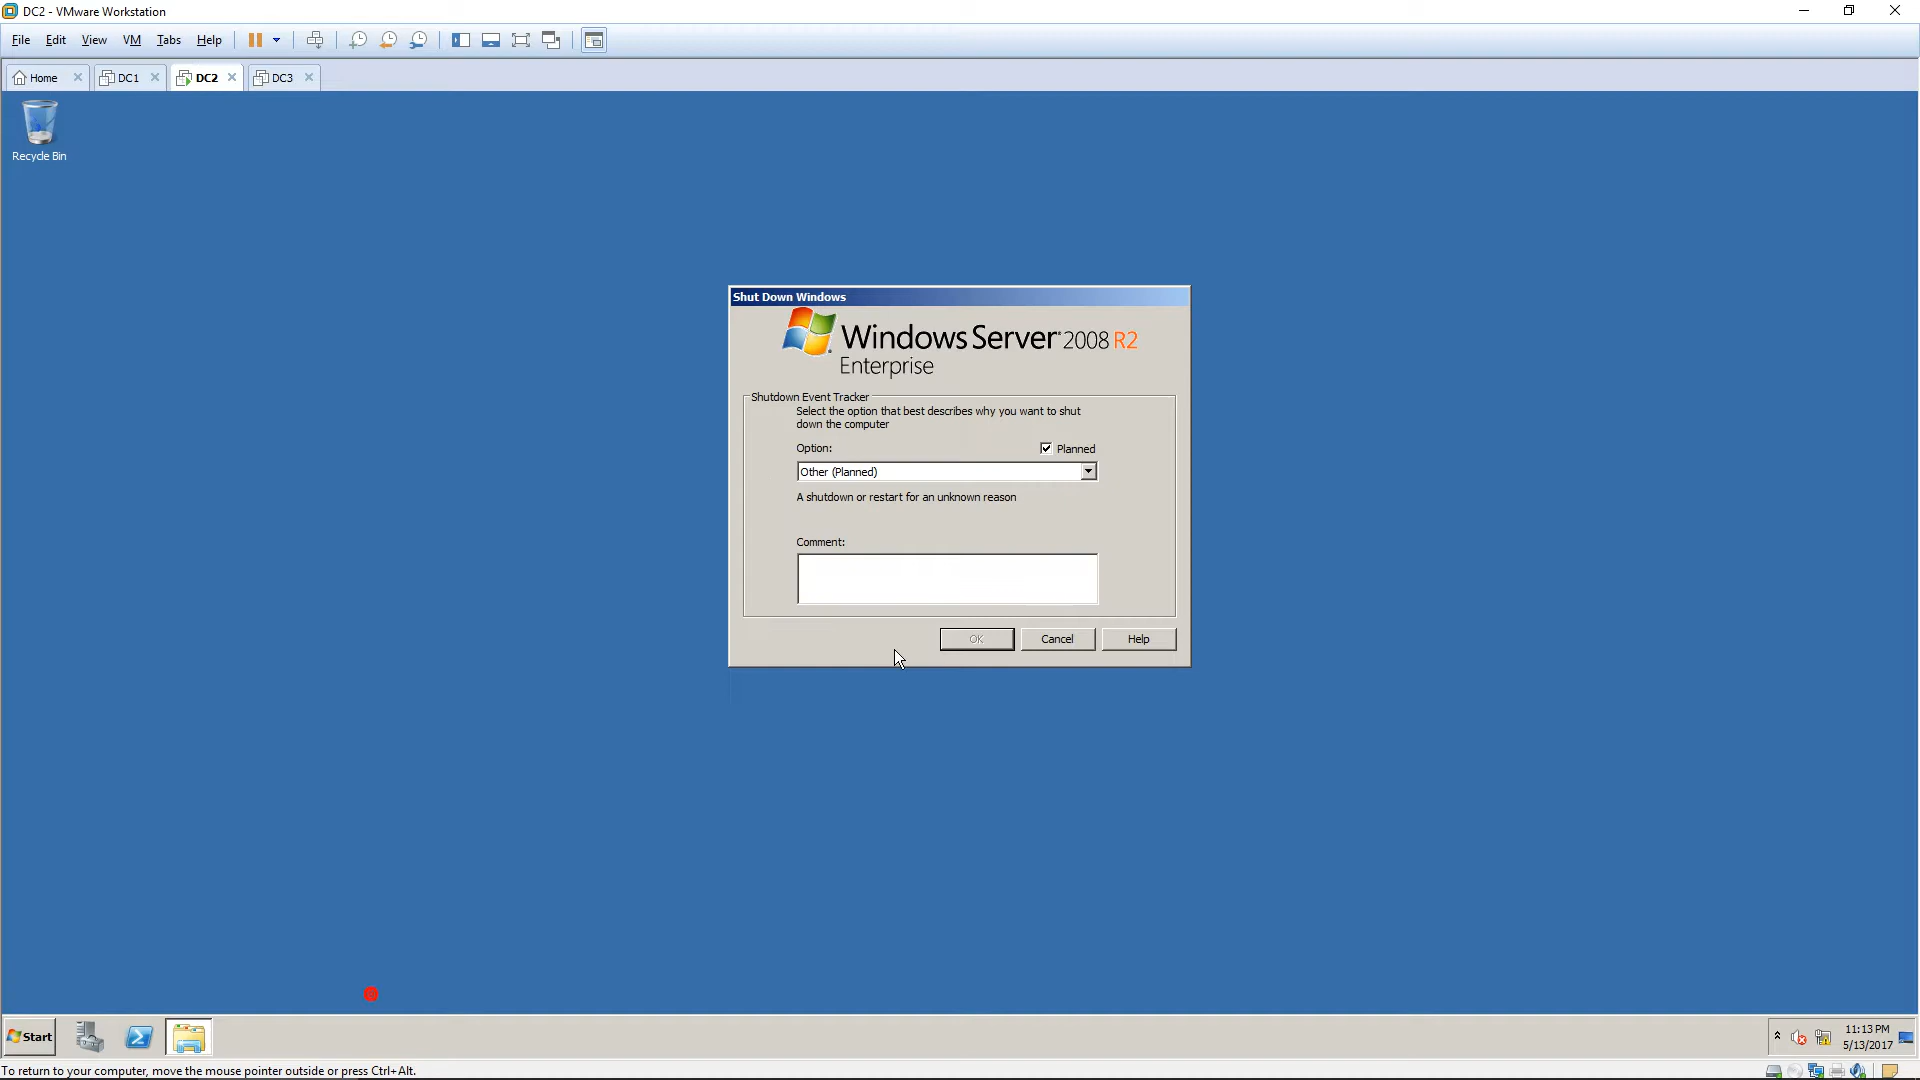 DC2 - VMware Workstation
File Edit View VM Tabs Help
Home DC1 DC2 DC3
Recycle Bin
Shut Down Windows
Windows Server 2008 R2
Enterprise
Shutdown Event Tracker
Select the option that best describes why you want to shut
down the computer
Option: Planned
Other (Planned)
A shutdown or restart for an unknown reason
Comment:
OK Cancel Help
Start
11:13 PM
5/13/2017
To return to your computer, move the mouse pointer outside or press Ctrl+Alt.